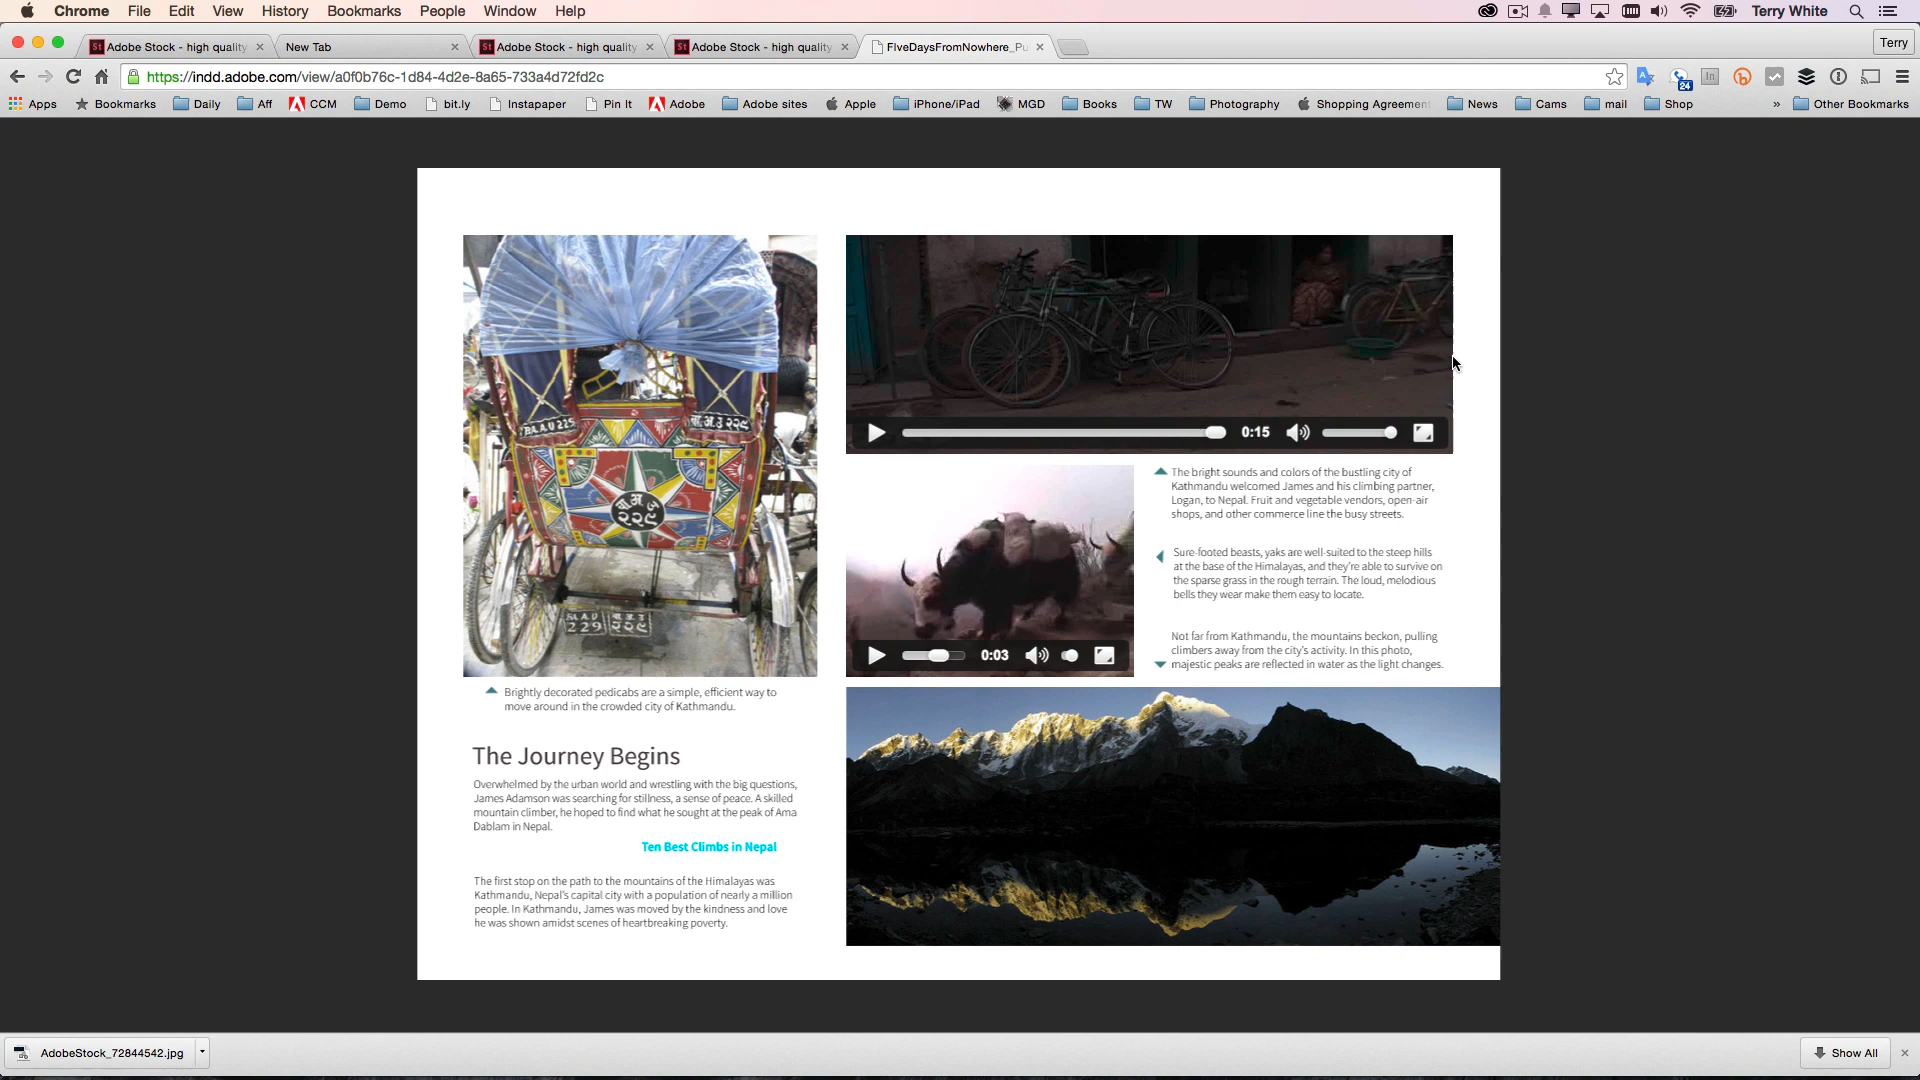 Chrome File Edit View History Bookmarks People Window Help Terry White
Adobe Stock - high quality
New Tab
Adobe Stock - high quality
Adobe Stock - high quality
FIveDaysFromNowhere_Pu
Terry
https://indd.adobe.com/view/a0f0b76c-1d84-4d2e-8a65-733a4d72fd2c
24
Apps Bookmarks Daily Aff CCM Demo bit.ly Instapaper Pin It Adobe Adobe sites Apple iPhone/iPad MGD Books TW Photography Shopping Agreemen News Cams mail Shop » Other Bookmarks
0:15
The bright sounds and colors of the bustling city of
Kathmandu welcomed James and his climbing partner,
Logan, to Nepal. Fruit and vegetable vendors, open-air
shops, and other commerce line the busy streets.
Sure-footed beasts, yaks are well-suited to the steep hills
at the base of the Himalayas, and they're able to survive on
the sparse grass in the rough terrain. The loud, melodious
bells they wear make them easy to locate.
0:03
Not far from Kathmandu, the mountains beckon, pulling
climbers away from the city's activity. In this photo,
majestic peaks are reflected in water as the light changes.
२२९
229
Brightly decorated pedicabs are a simple, efficient way to
move around in the crowded city of Kathmandu.
The Journey Begins
Overwhelmed by the urban world and wrestling with the big questions,
James Adamson was searching for stillness, a sense of peace. A skilled
mountain climber, he hoped to find what he sought at the peak of Ama
Dablam in Nepal.
Ten Best Climbs in Nepal
The first stop on the path to the mountains of the Himalayas was
Kathmandu, Nepal's capital city with a population of nearly a million
people. In Kathmandu, James was moved by the kindness and love
he was shown amidst scenes of heartbreaking poverty.
AdobeStock_72844542.jpg
Show All